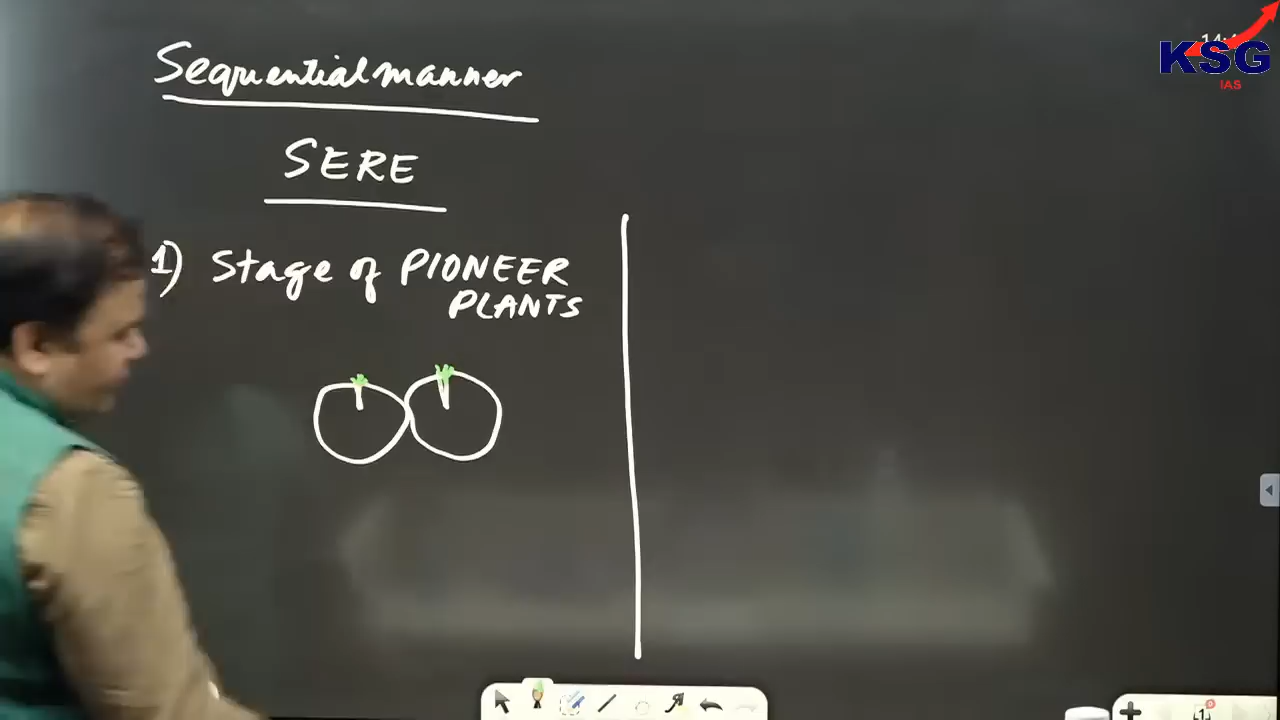 KSG
IAS
Sequential manner
SERE
1) Stage of PIONEER
PLANTS